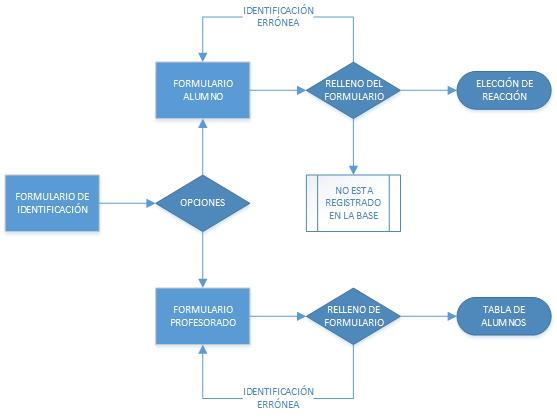 IDENTIFICACIÓN
ERRÓNEA
FORMULARIO
ALUMNO
RELLENO DEL
FORMULARIO
ELECCIÓN DE
REACCIÓN
FORMULARIO DE
IDENTIFICACIÓN
OPCIONES
NO ESTA
REGISTRADO
EN LA BASE
FORMULARIO
PROFESORADO
RELLENO DE
FORMULARIO
TABLA DE
ALUMNOS
IDENTIFICACIÓN
ERRÓNEA